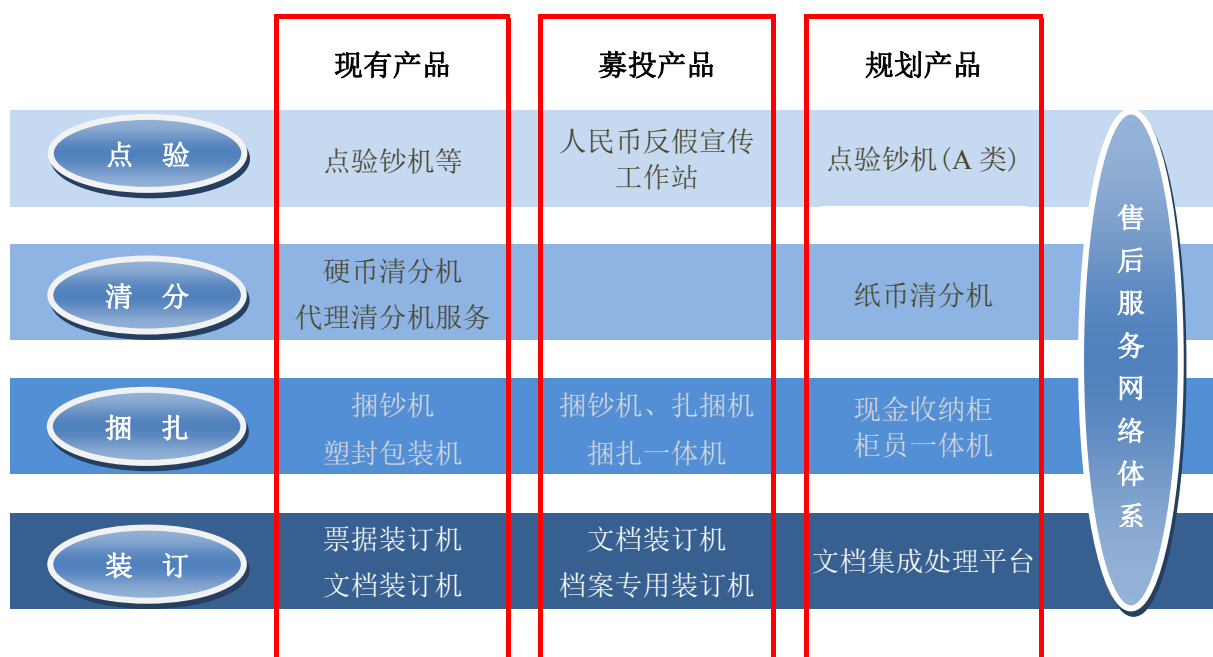 现有产品
募投产品
规划产品
点 验
点验钞机等
人民币反假宣传
工作站
点验钞机(A 类)
清 分
硬币清分机
代理清分机服务
纸币清分机
捆 扎
捆钞机
塑封包装机
捆钞机、扎捆机
捆扎一体机
现金收纳柜
柜员一体机
装 订
票据装订机
文档装订机
文档装订机
档案专用装订机
文档集成处理平台
售后服务网络体系